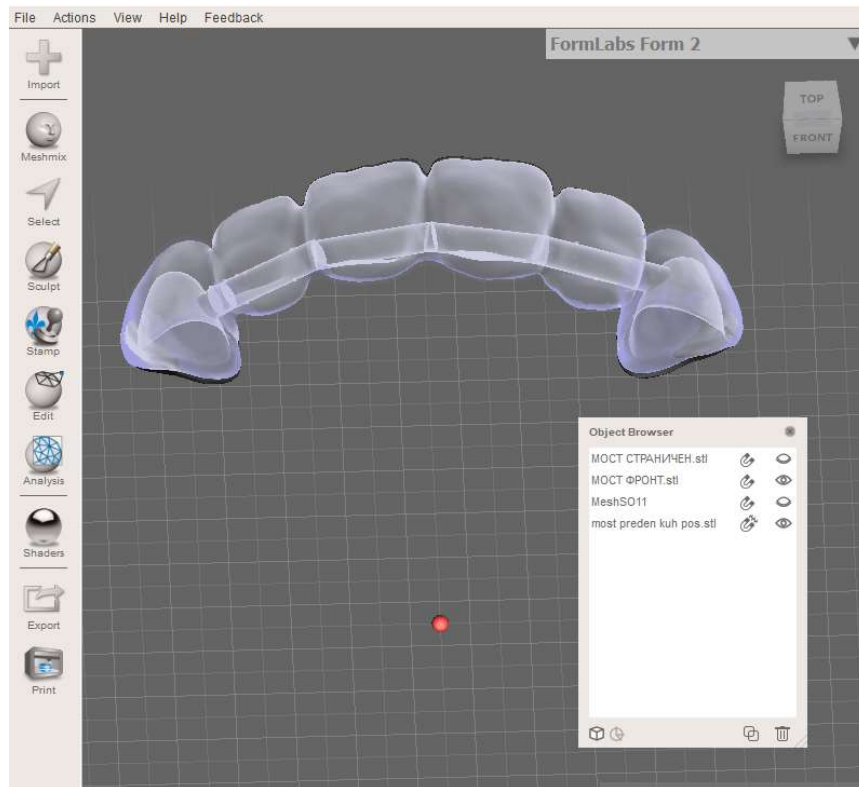 File Actions View Help Feedback
FormLabs Form 2
Import
TOP
FRONT
Meshmix
Select
Sculpt
Stamp
Edit
Analysis
Shaders
Export
Print
Object Browser
МОСТ СТРАНИЧЕН.stl
МОСТ ФРОНТ.stl
MeshSO11
most preden kuh pos.stl